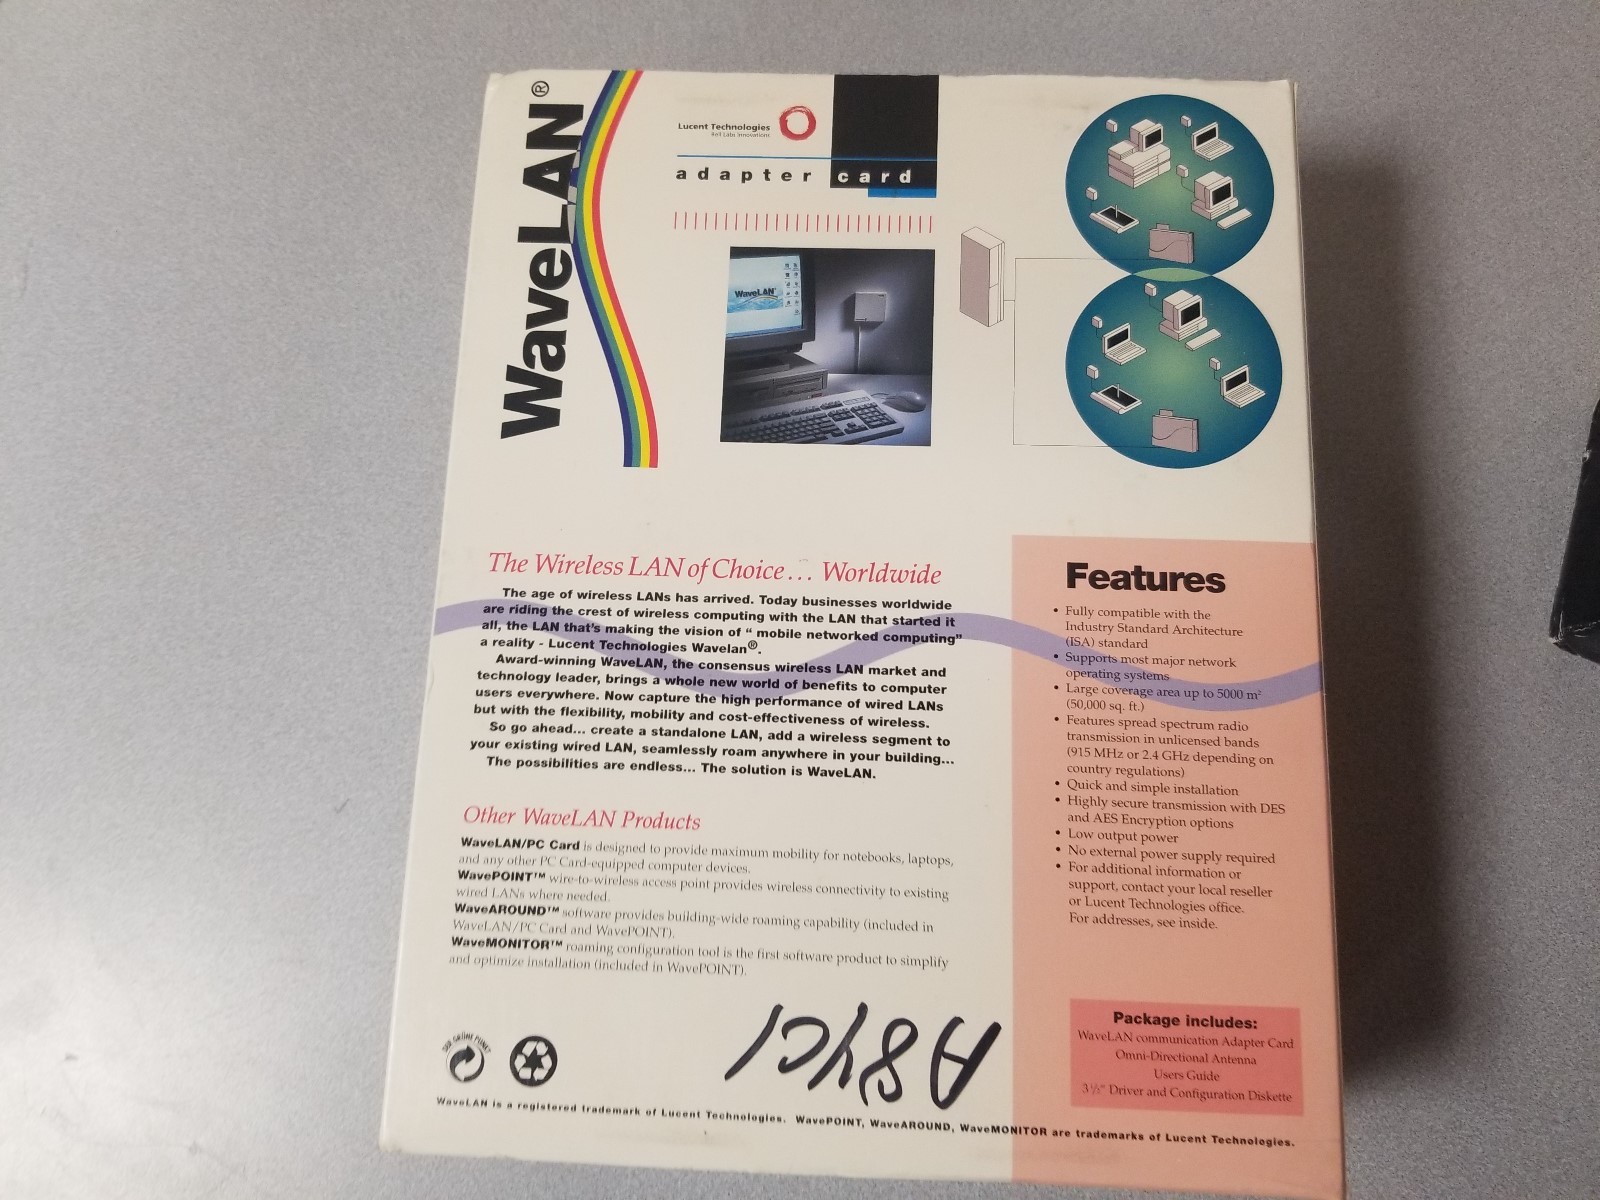 WaveLAN®
Lucent Technologies
Bell Labs Innovations
adapter card
WaveLAN
The Wireless LAN of Choice... Worldwide
The age of wireless LANs has arrived. Today businesses worldwide
are riding the crest of wireless computing with the LAN that started it
all, the LAN that's making the vision of " mobile networked computing"
a reality - Lucent Technologies Wavelan®.
Award-winning WaveLAN, the consensus wireless LAN market and
technology leader, brings a whole new world of benefits to computer
users everywhere. Now capture the high performance of wired LANs
but with the flexibility, mobility and cost-effectiveness of wireless.
So go ahead... create a standalone LAN, add a wireless segment to
your existing wired LAN, seamlessly roam anywhere in your building...
The possibilities are endless... The solution is WaveLAN.
Other WaveLAN Products
WaveLAN/PC Card is designed to provide maximum mobility for notebooks, laptops,
and any other PC Card-equipped computer devices.
WavePOINT™ wire-to-wireless access point provides wireless connectivity to existing
wired LANs where needed.
WaveAROUND™ software provides building-wide roaming capability (included in
WaveLAN/PC Card and WavePOINT).
WaveMONITOR™ roaming configuration tool is the first software product to simplify
and optimize installation (included in WavePOINT).
Features
• Fully compatible with the
Industry Standard Architecture
(ISA) standard
• Supports most major network
operating systems
• Large coverage area up to 5000 m²
(50,000 sq. ft.)
• Features spread spectrum radio
transmission in unlicensed bands
(915 MHz or 2.4 GHz depending on
country regulations)
• Quick and simple installation
• Highly secure transmission with DES
and AES Encryption options
• Low output power
• No external power supply required
• For additional information or
support, contact your local reseller
or Lucent Technologies office.
For addresses, see inside.
Package includes:
WaveLAN communication Adapter Card
Omni-Directional Antenna
Users Guide
3 ½" Driver and Configuration Diskette
DER GRÜNE PUNKT
WaveLAN is a registered trademark of Lucent Technologies. WavePOINT, WaveAROUND, WaveMONITOR are trademarks of Lucent Technologies.